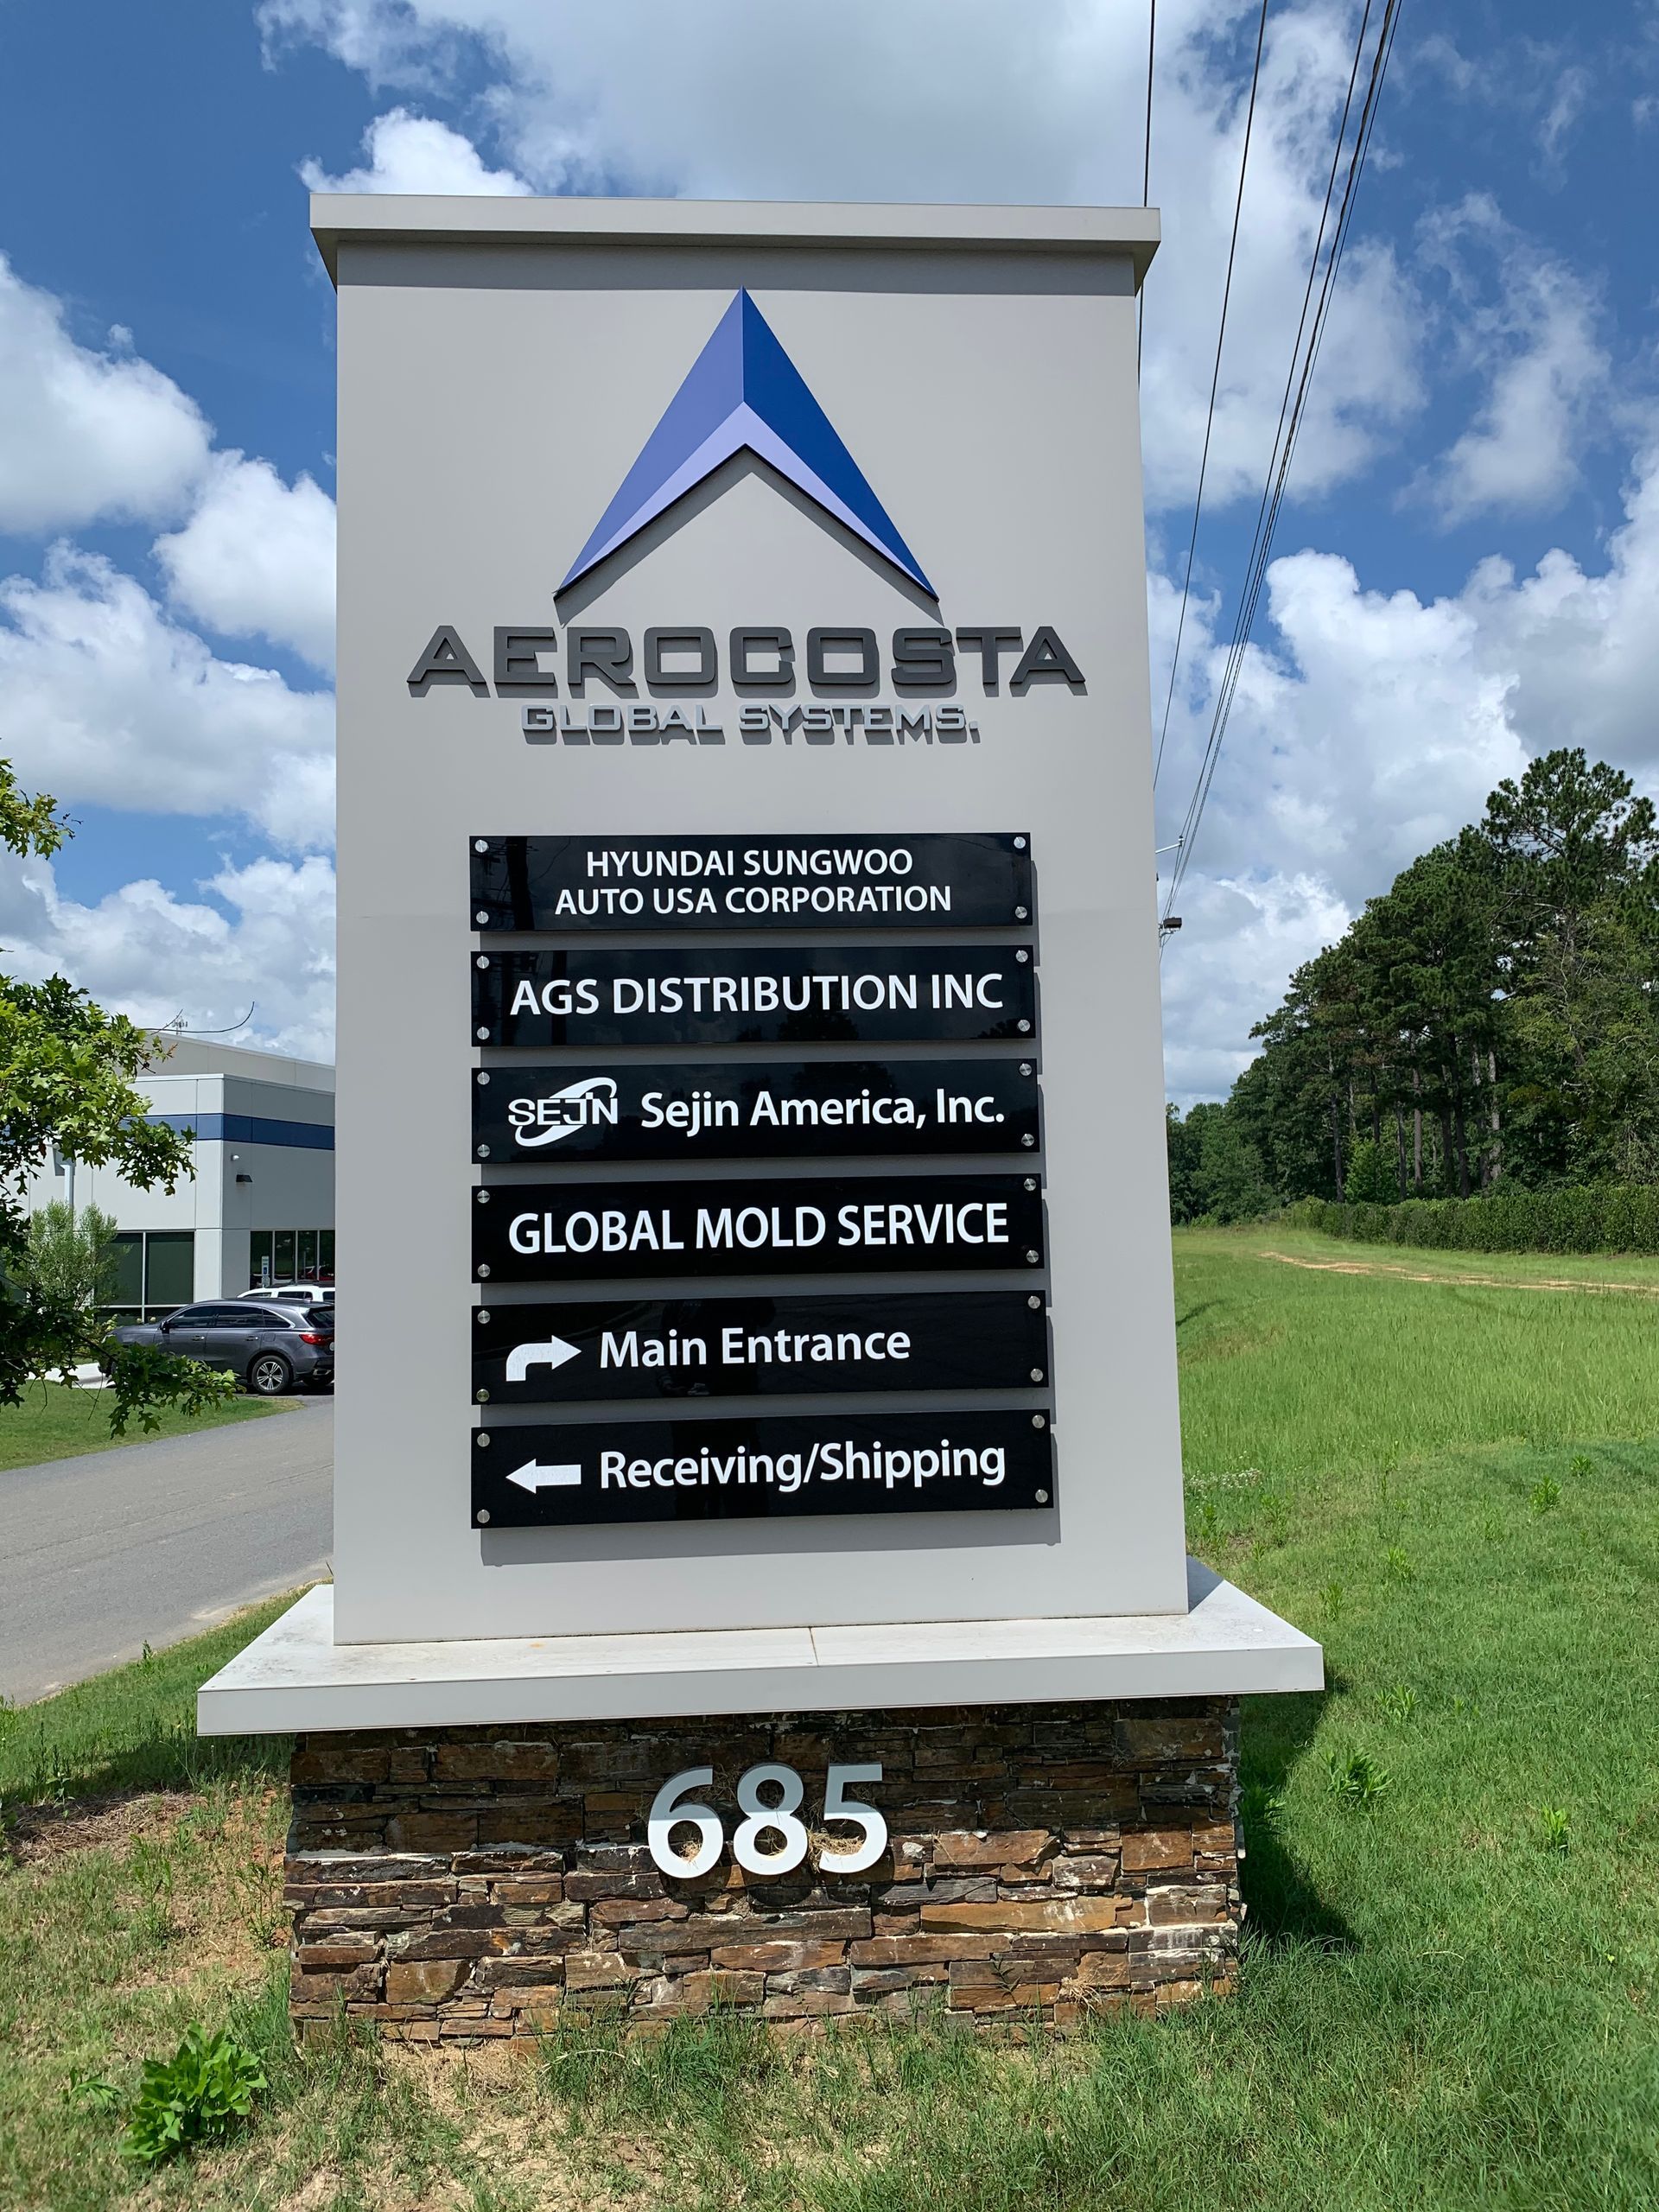 AEROCOSTA
GLOBAL SYSTEMS.
HYUNDAI SUNGWOO
AUTO USA CORPORATION
AGS DISTRIBUTION INC
SEJIN Sejin America, Inc.
GLOBAL MOLD SERVICE
Main Entrance
Receiving/Shipping
685